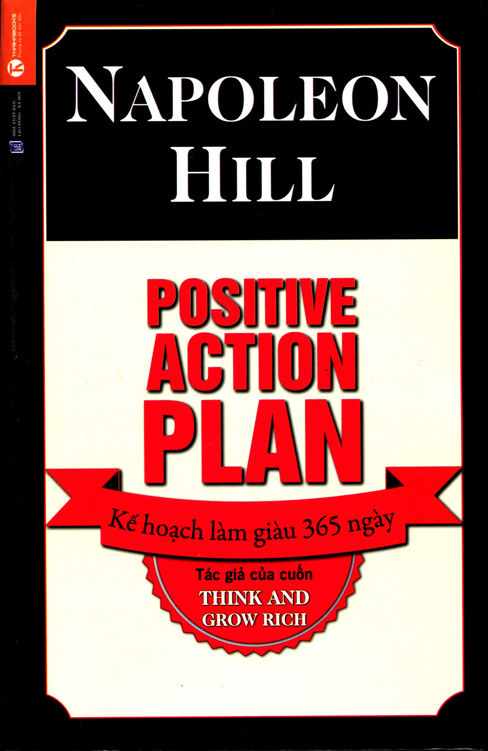 THAIHABOOKS
NAPOLEON
HILL
POSITIVE
ACTION
PLAN
Kế hoạch làm giàu 365 ngày
Tác giả của cuốn
THINK AND
GROW RICH